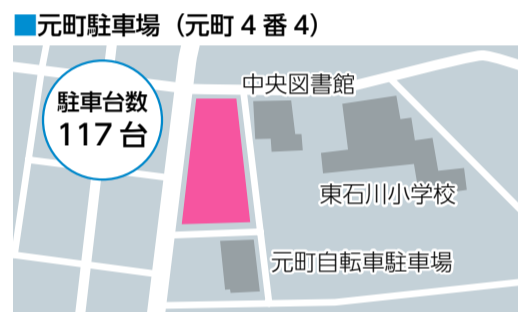 ■元町駐車場（元町4番4）
中央図書館
駐車台数
117台
東石川小学校
元町自転車駐車場